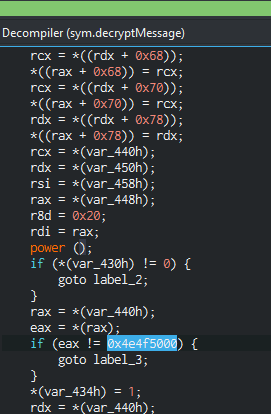 Decompiler (sym.decryptMessage)
rcx = *((rdx + 0x68));
*((rax + 0x68)) = rcx;
rcx = *((rdx + 0x70));
*((rax + 0x70)) = rcx;
rdx = *((rdx + 0x78));
*((rax + 0x78)) = rdx;
rcx = *(var_440h);
rdx = *(var_450h);
rsi = *(var_458h);
rax = *(var_448h);
r8d = 0x20;
rdi = rax;
power ();
if (*(var_430h) != 0) {
goto label_2;
}
rax = *(var_440h);
eax = *(rax);
if (eax != 0x4e4f5000) {
goto label_3;
}
*(var_434h) = 1;
rdx = *(var_440h);